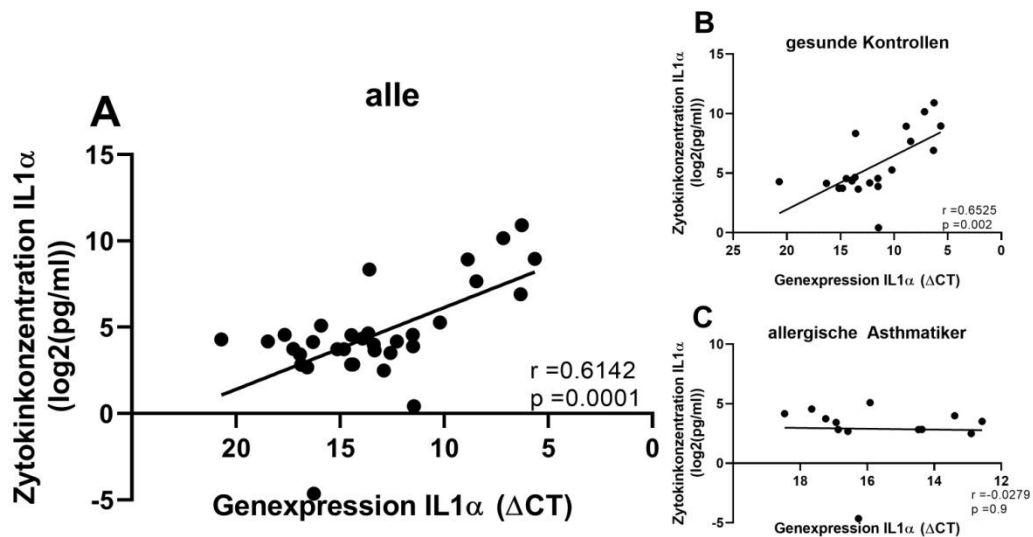 A
alle
Zytokinkonzentration IL1α
(log2(pg/ml))
15
10
5
0
-5
20
15
10
5
0
r =0.6142
p =0.0001
Genexpression IL1α (ΔCT)
B
gesunde Kontrollen
Zytokinkonzentration IL1α
(log2(pg/ml))
15
10
5
0
25
20
15
10
5
0
r =0.6525
p =0.002
Genexpression IL1α (ΔCT)
C
allergische Asthmatiker
Zytokinkonzentration IL1α
(log2(pg/ml))
10
5
0
-5
18
16
14
12
r =-0.0279
p =0.9
Genexpression IL1α (ΔCT)